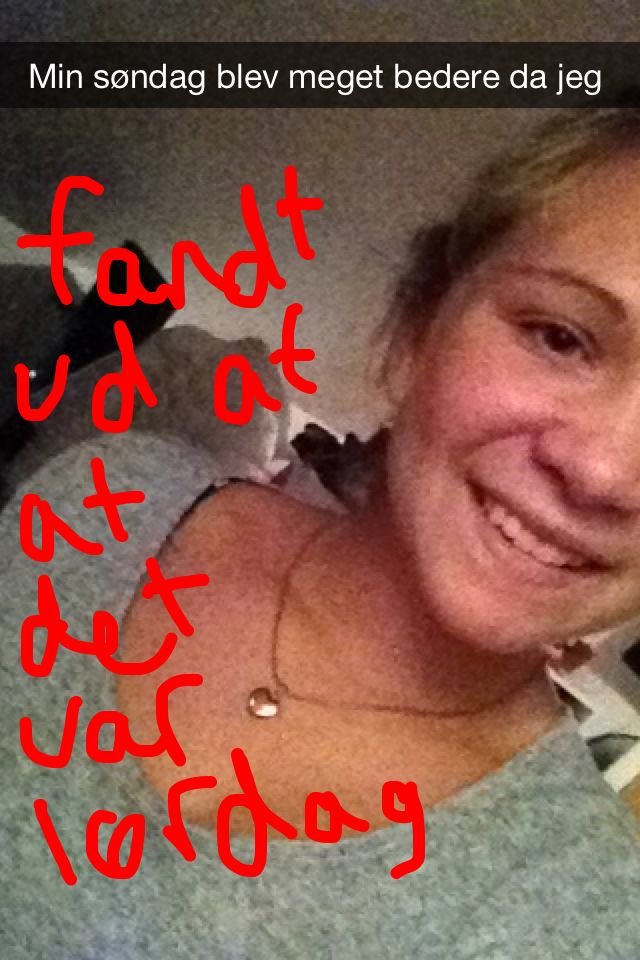 Min søndag blev meget bedere da jeg
fandt
ud at
at
det
var
lørdag